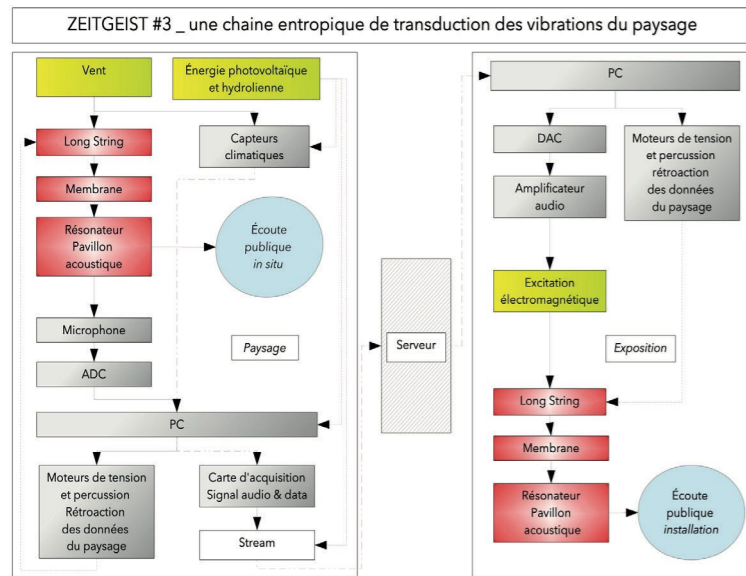 ZEITGEIST #3 _ une chaine entropique de transduction des vibrations du paysage
Vent
Énergie photovoltaïque
et hydrolienne
Long String
Capteurs
climatiques
Membrane
Résonateur
Pavillon
acoustique
Écoute
publique
in situ
Microphone
Paysage
ADC
PC
Moteurs de tension
et percussion
Rétroaction
des données
du paysage
Carte d'acquisition
Signal audio & data
Stream
Serveur
PC
DAC
Moteurs de tension
et percussion
rétroaction
des données
du paysage
Amplificateur
audio
Excitation
électromagnétique
Exposition
Long String
Membrane
Résonateur
Pavillon
acoustique
Écoute
publique
installation